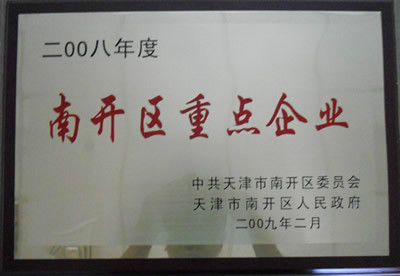 二00八年度
南开区重点企业
中共天津市南开区委员会
天津市南开区人民政府
二00九年二月